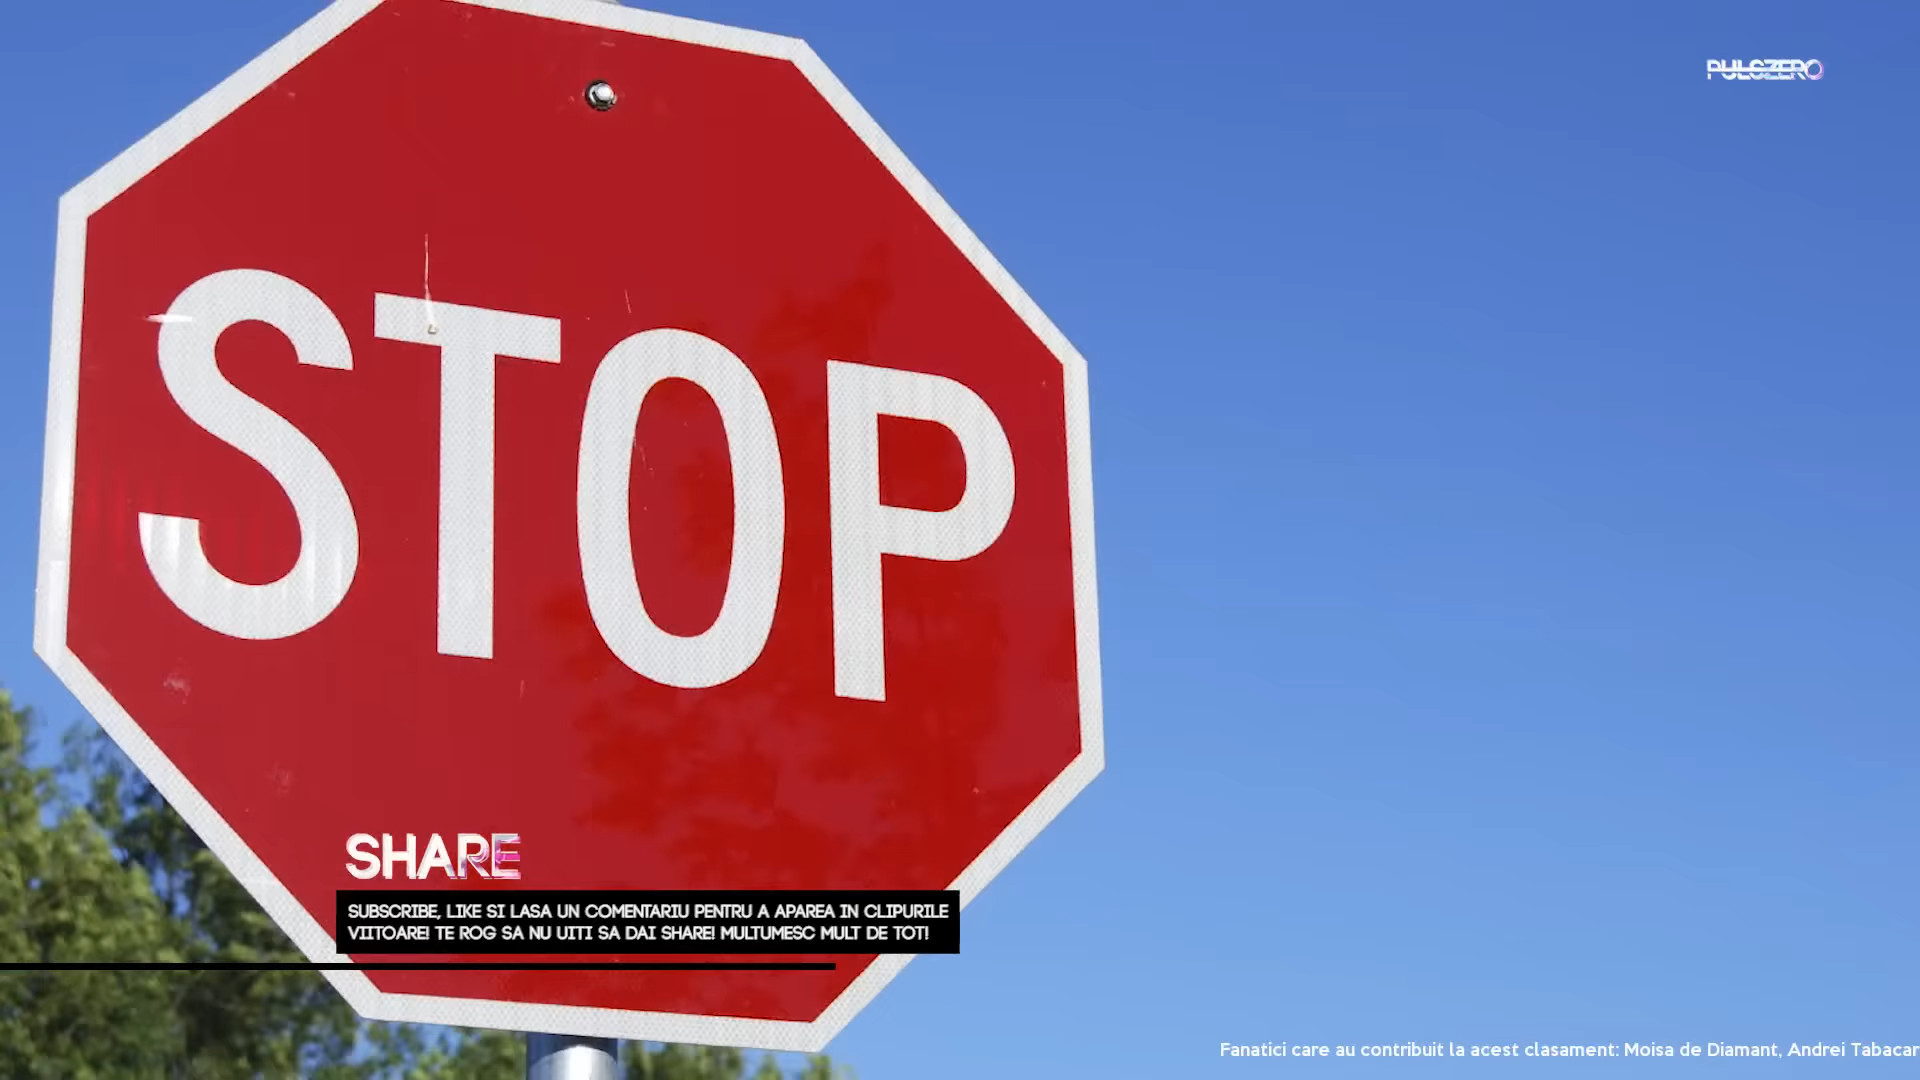 PULSZERO
STOP
SHARE
SUBSCRIBE, LIKE SI LASA UN COMENTARIU PENTRU A APAREA IN CLIPURILE
VIITOARE! TE ROG SA NU UITI SA DAI SHARE! MULTUMESC MULT DE TOT!
Fanatici care au contribuit la acest clasament: Moisa de Diamant, Andrei Tabacar